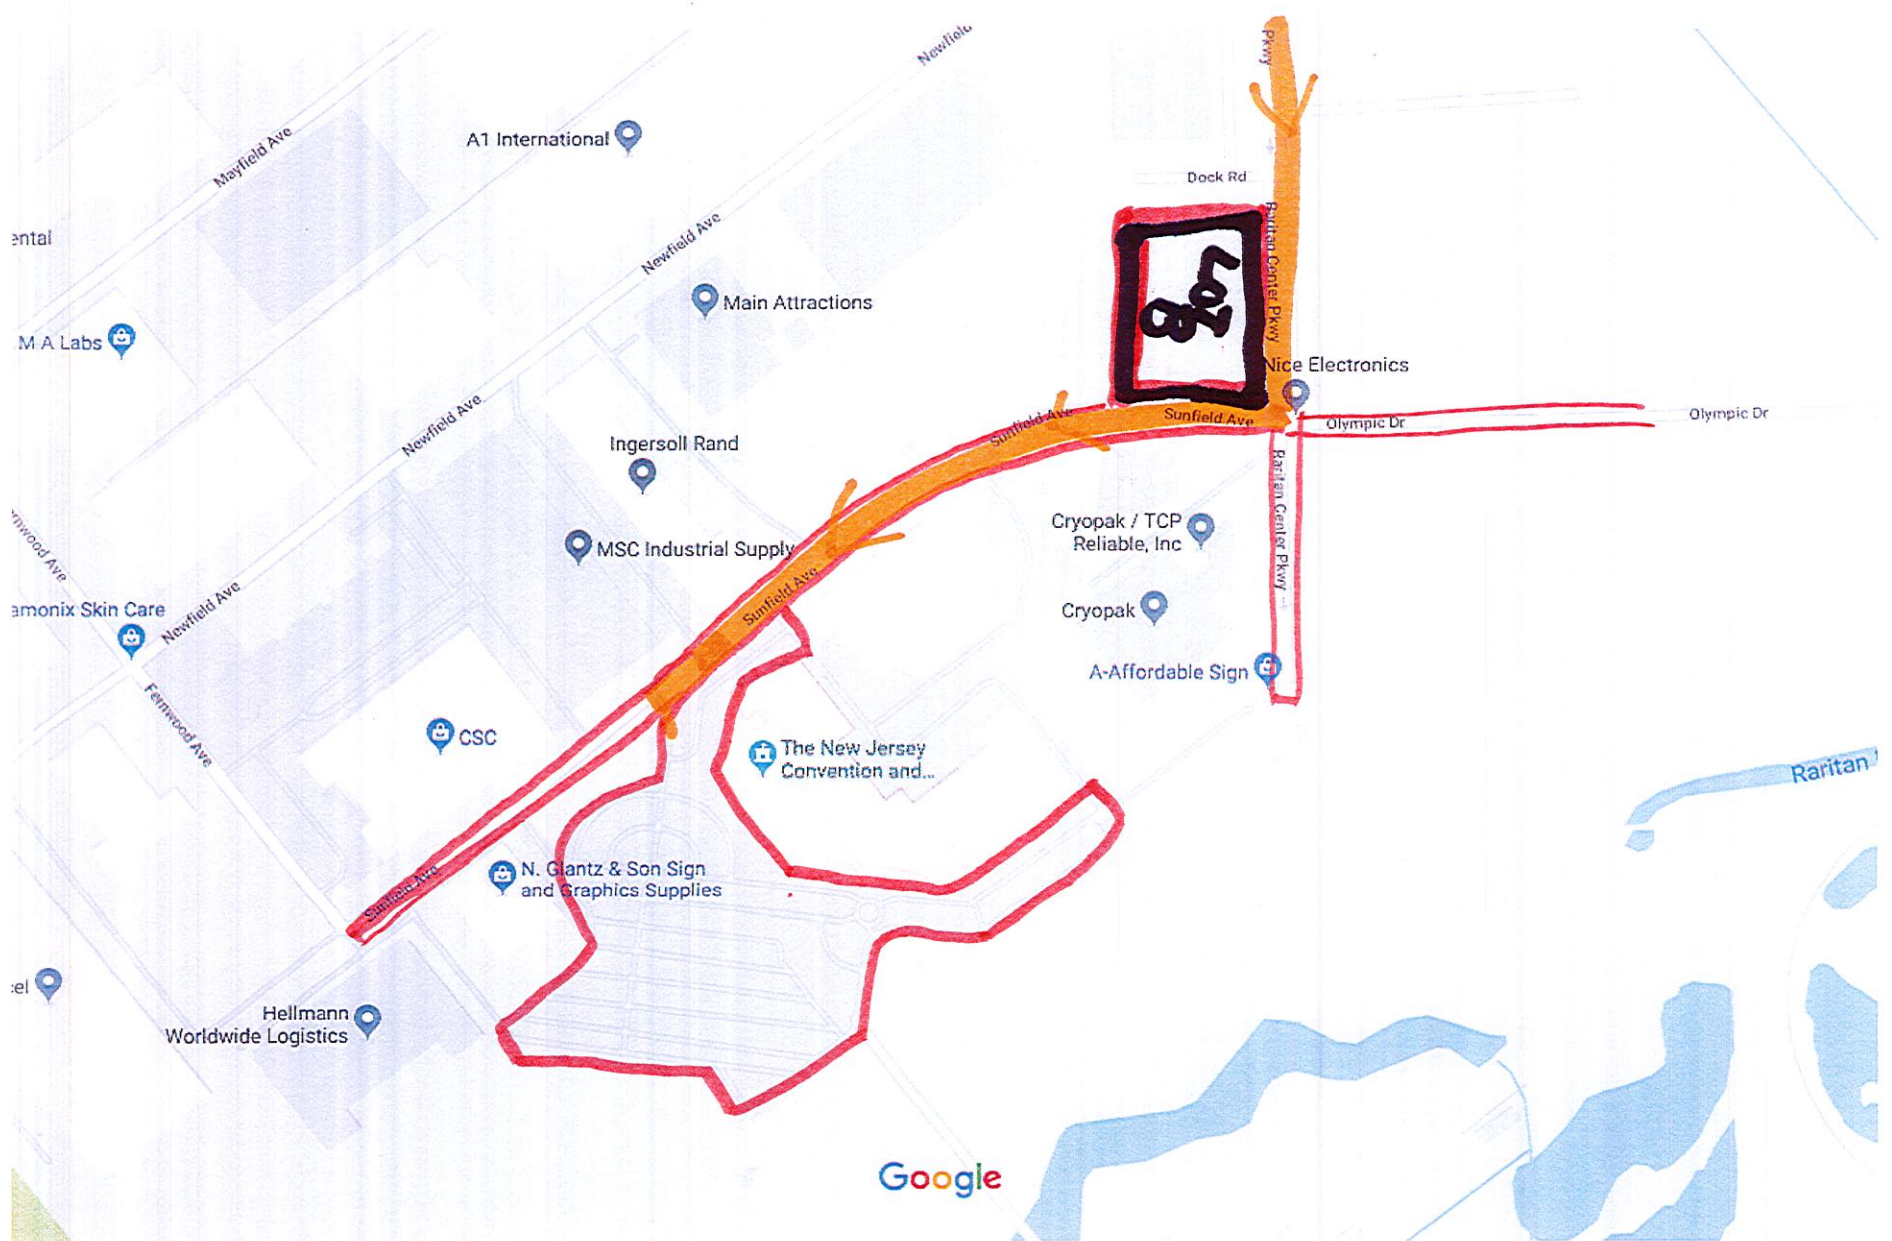 Newfield
Pkwy
Mayfield Ave
A1 International
Dock Rd
ental
Newfield Ave
Raritan Center Pkwy
Lot 8
Main Attractions
M A Labs
Nice Electronics
Newfield Ave
Sunfield Ave
Sunfield Ave
Olympic Dr
Olympic Dr
Ingersoll Rand
Raritan Center Pkwy
rnwood Ave
MSC Industrial Supply
Cryopak / TCP
Reliable, Inc
Sunfield Ave
amonix Skin Care
Newfield Ave
Cryopak
A-Affordable Sign
Fernwood Ave
CSC
The New Jersey
Convention and...
Raritan
N. Glantz & Son Sign
and Graphics Supplies
Sunfield Ave
el
Hellmann
Worldwide Logistics
Google